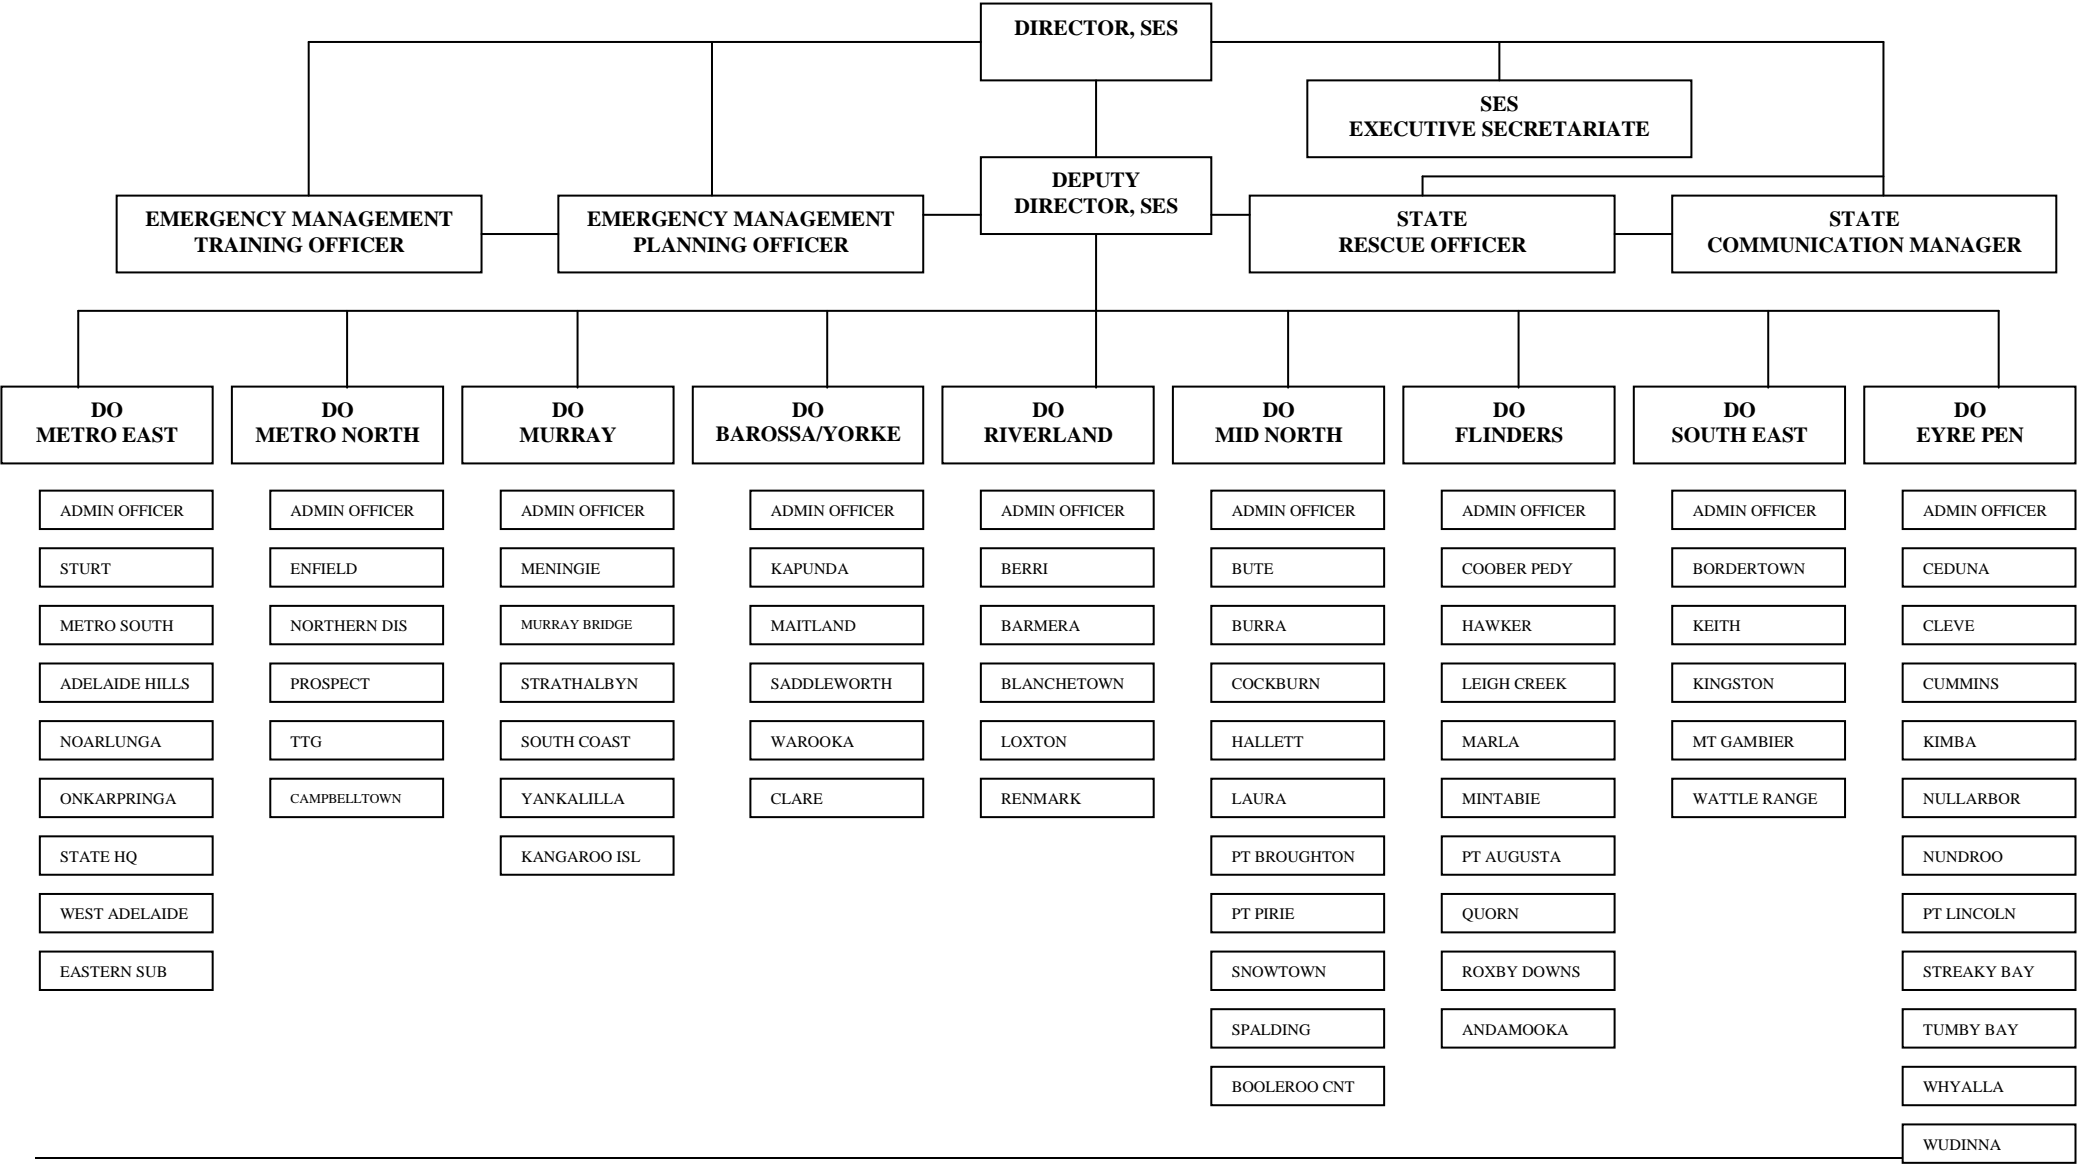 DIRECTOR, SES
SES
EXECUTIVE SECRETARIATE
DEPUTY
DIRECTOR, SES
EMERGENCY MANAGEMENT
TRAINING OFFICER
EMERGENCY MANAGEMENT
PLANNING OFFICER
STATE
RESCUE OFFICER
STATE
COMMUNICATION MANAGER
DO
METRO EAST
ADMIN OFFICER
STURT
METRO SOUTH
ADELAIDE HILLS
NOARLUNGA
ONKARPRINGA
STATE HQ
WEST ADELAIDE
EASTERN SUB
DO
METRO NORTH
ADMIN OFFICER
ENFIELD
NORTHERN DIS
PROSPECT
TTG
CAMPBELLTOWN
DO
MURRAY
ADMIN OFFICER
MENINGIE
MURRAY BRIDGE
STRATHALBYN
SOUTH COAST
YANKALILLA
KANGAROO ISL
DO
BAROSSA/YORKE
ADMIN OFFICER
KAPUNDA
MAITLAND
SADDLEWORTH
WAROOKA
CLARE
DO
RIVERLAND
ADMIN OFFICER
BERRI
BARMERA
BLANCHETOWN
LOXTON
RENMARK
DO
MID NORTH
ADMIN OFFICER
BUTE
BURRA
COCKBURN
HALLETT
LAURA
PT BROUGHTON
PT PIRIE
SNOWTOWN
SPALDING
BOOLEROO CNT
DO
FLINDERS
ADMIN OFFICER
COOBER PEDY
HAWKER
LEIGH CREEK
MARLA
MINTABIE
PT AUGUSTA
QUORN
ROXBY DOWNS
ANDAMOOKA
DO
SOUTH EAST
ADMIN OFFICER
BORDERTOWN
KEITH
KINGSTON
MT GAMBIER
WATTLE RANGE
DO
EYRE PEN
ADMIN OFFICER
CEDUNA
CLEVE
CUMMINS
KIMBA
NULLARBOR
NUNDROO
PT LINCOLN
STREAKY BAY
TUMBY BAY
WHYALLA
WUDINNA